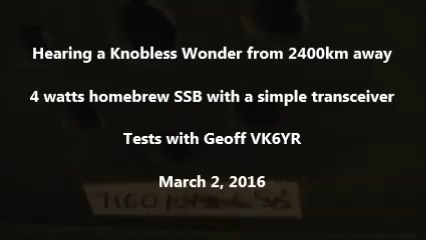 Hearing a Knobless Wonder from 2400km away
4 watts homebrew SSB with a simple transceiver
Tests with Geoff VK6YR
March 2, 2016